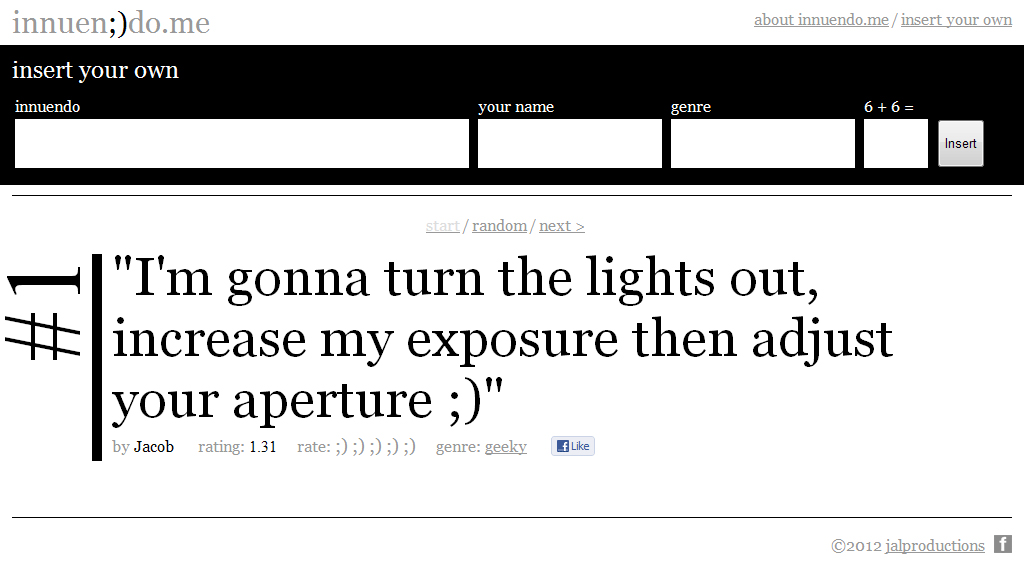 innuen;)do.me
about innuendo.me / insert your own
insert your own
innuendo your name genre 6 + 6 =
Insert
start / random / next >
#1
"I'm gonna turn the lights out,
increase my exposure then adjust
your aperture ;)"
by Jacob rating: 1.31 rate: ;) ;) ;) ;) ;) genre: geeky f Like
©2012 jalproductions f